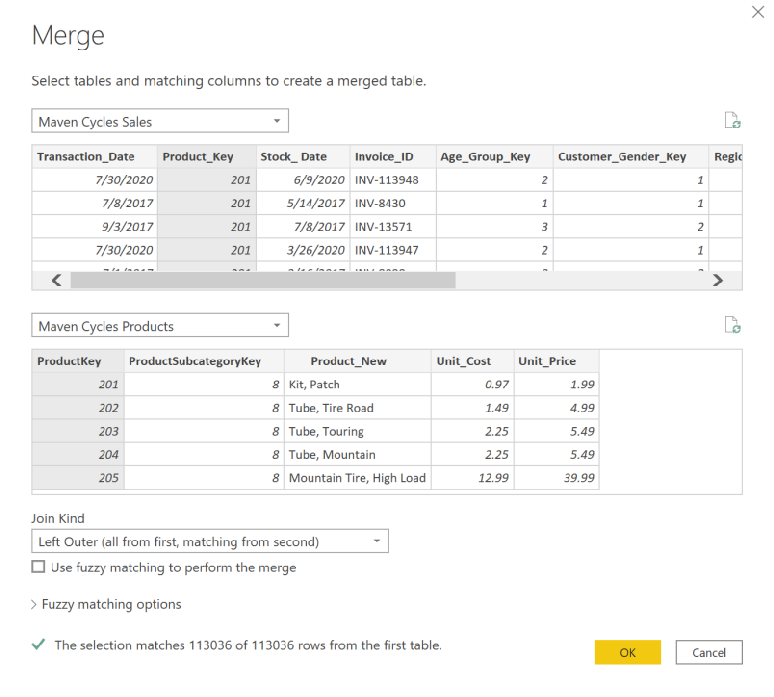 Merge
Select tables and matching columns to create a merged table.
Maven Cycles Sales
Transaction_Date Product_Key Stock_ Date Invoice_ID Age_Group_Key Customer_Gender_Key Regic
7/30/2020 201 6/9/2020 INV-113948 2 1
7/8/2017 201 5/14/2017 INV-8430 1 1
9/3/2017 201 7/8/2017 INV-13571 3 2
7/30/2020 201 3/26/2020 INV-113947 2 1
Maven Cycles Products
ProductKey ProductSubcategoryKey Product_New Unit_Cost Unit_Price
201 8 Kit, Patch 0.97 1.99
202 8 Tube, Tire Road 1.49 4.99
203 8 Tube, Touring 2.25 5.49
204 8 Tube, Mountain 2.25 5.49
205 8 Mountain Tire, High Load 12.99 39.99
Join Kind
Left Outer (all from first, matching from second)
Use fuzzy matching to perform the merge
Fuzzy matching options
The selection matches 113036 of 113036 rows from the first table.
OK Cancel